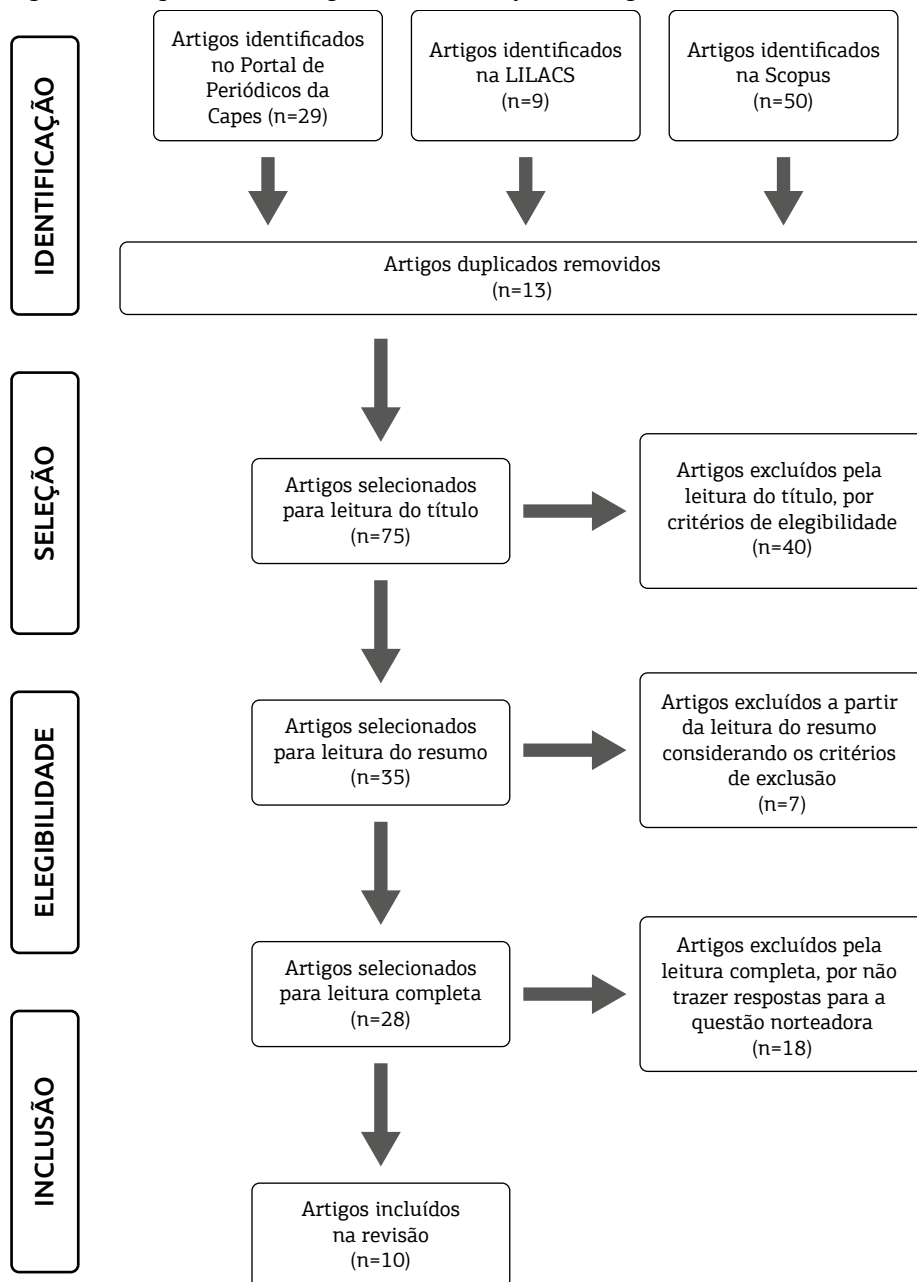 IDENTIFICAÇÃO
Artigos identificados
no Portal de
Periódicos da
Capes (n=29)
Artigos identificados
na LILACS
(n=9)
Artigos identificados
na Scopus
(n=50)
Artigos duplicados removidos
(n=13)
SELEÇÃO
Artigos selecionados
para leitura do título
(n=75)
Artigos excluídos pela
leitura do título, por
critérios de elegibilidade
(n=40)
ELEGIBILIDADE
Artigos selecionados
para leitura do resumo
(n=35)
Artigos excluídos a partir
da leitura do resumo
considerando os critérios
de exclusão
(n=7)
Artigos selecionados
para leitura completa
(n=28)
Artigos excluídos pela
leitura completa, por não
trazer respostas para a
questão norteadora
(n=18)
INCLUSÃO
Artigos incluídos
na revisão
(n=10)